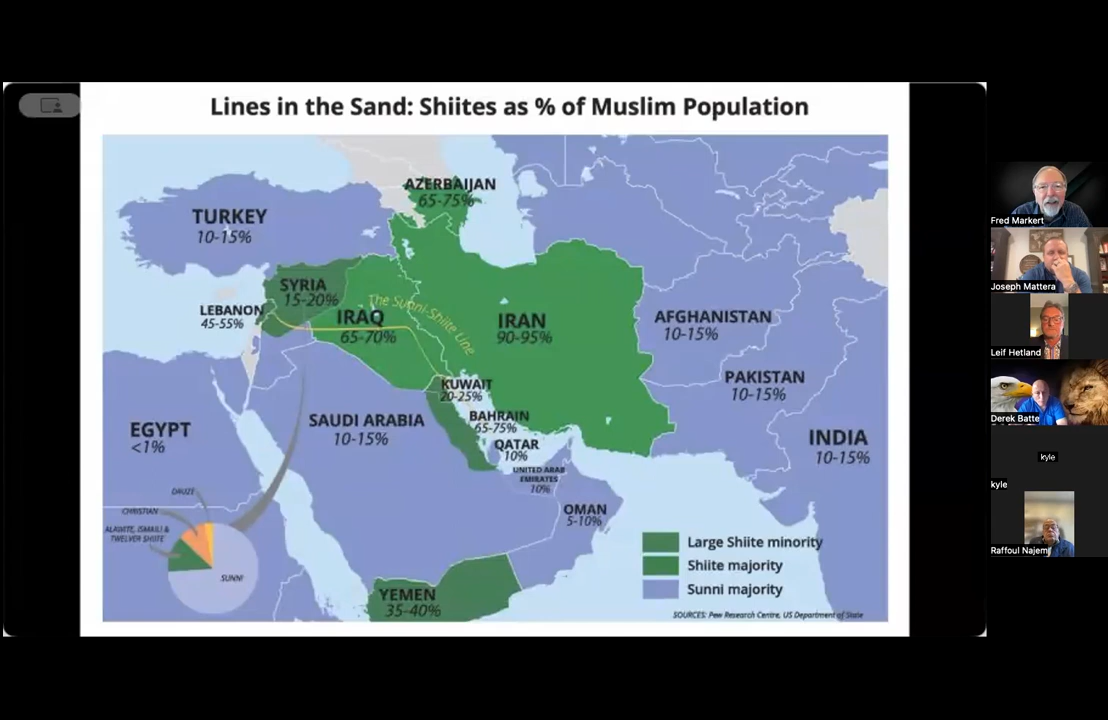 Lines in the Sand: Shiites as % of Muslim Population
AZERBAIJAN
65-75%
TURKEY
10-15%
SYRIA
15-20%
The Sunni-Shiite Line
LEBANON
45-55%
IRAQ
65-70%
IRAN
90-95%
AFGHANISTAN
10-15%
PAKISTAN
10-15%
KUWAIT
20-25%
EGYPT
<1%
SAUDI ARABIA
10-15%
BAHRAIN
65-75%
QATAR
10%
UNITED ARAB
EMIRATES
10%
INDIA
10-15%
OMAN
5-10%
DRUZE
CHRISTIAN
ALAWITE, ISMAILI &
TWELVER SHIITE
SUNNI
YEMEN
35-40%
Large Shiite minority
Shiite majority
Sunni majority
SOURCES: Pew Research Centre, US Department of State
Fred Markert
Joseph Mattera
Leif Hetland
Derek Batte
kyle
kyle
Raffoul Najem